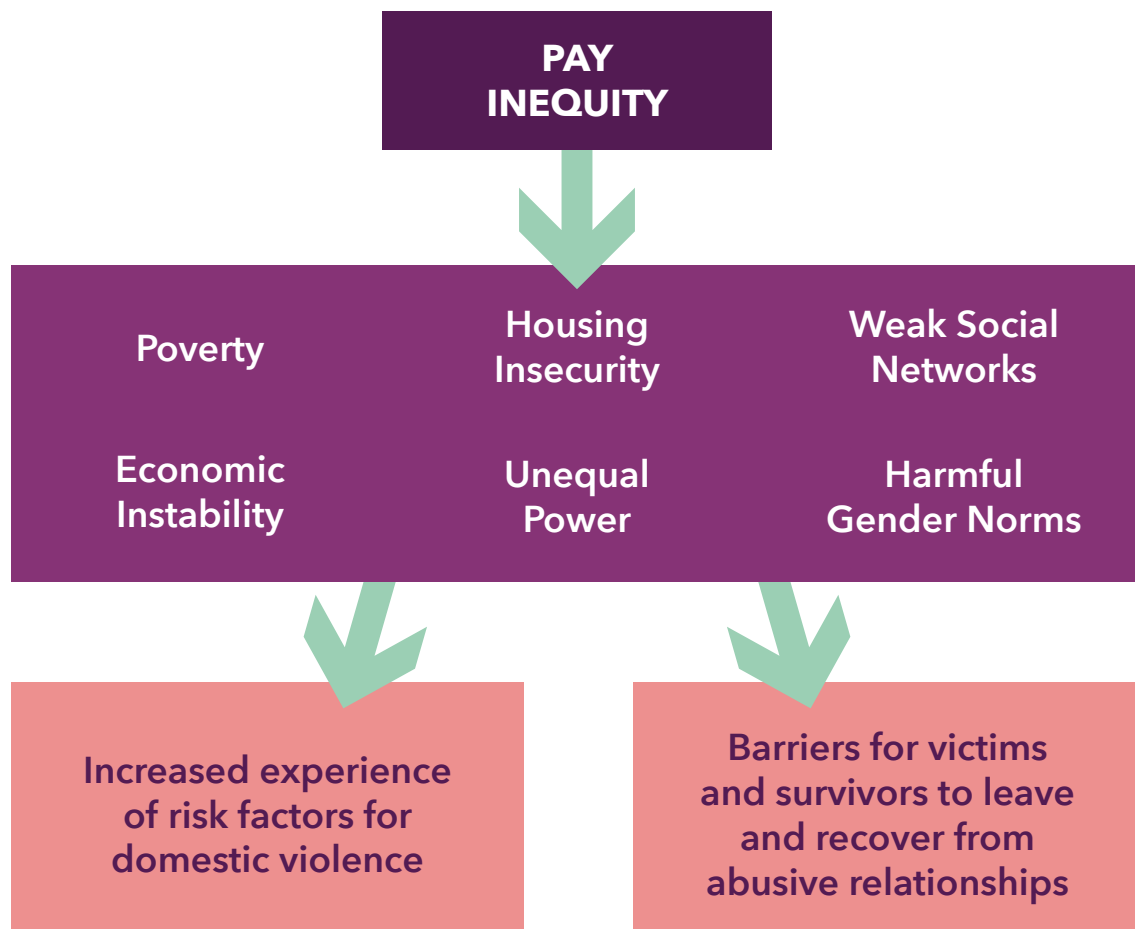 PAY
INEQUITY
Poverty
Housing
Insecurity
Weak Social
Networks
Economic
Instability
Unequal
Power
Harmful
Gender Norms
Increased experience
of risk factors for
domestic violence
Barriers for victims
and survivors to leave
and recover from
abusive relationships